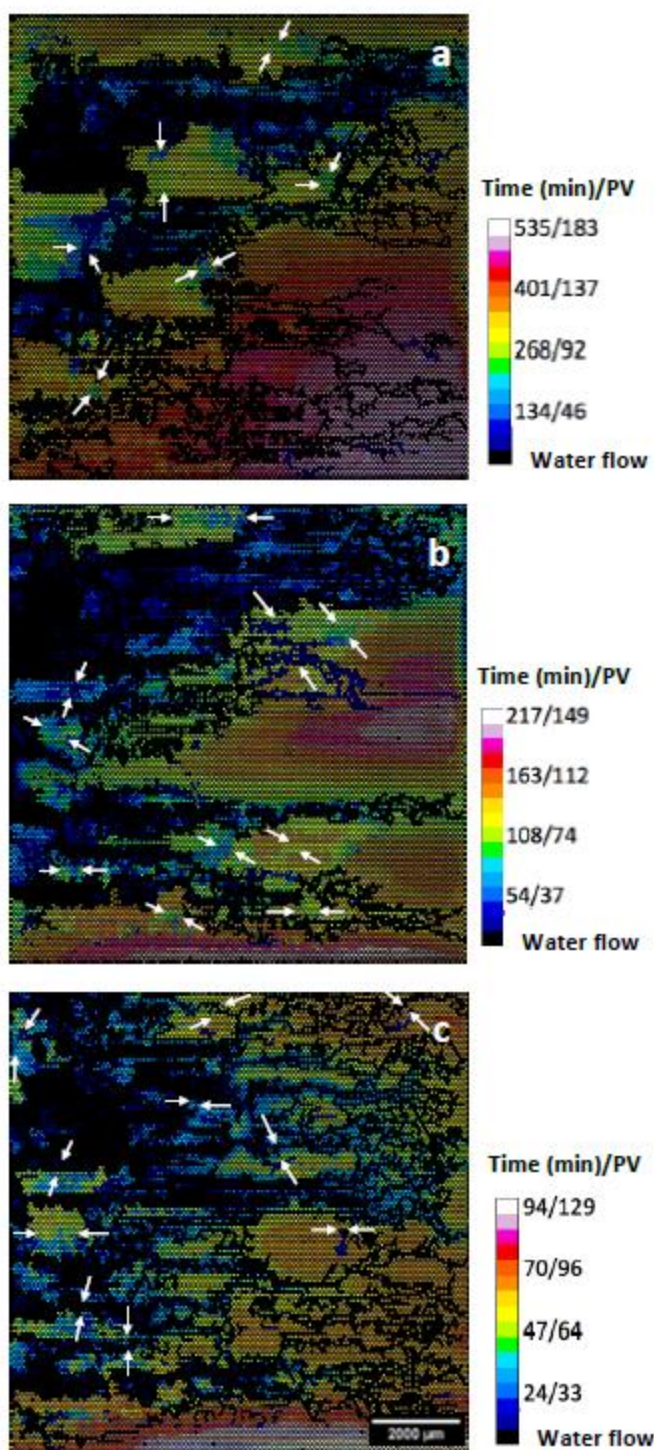 a
Time (min)/PV
535/183
401/137
268/92
134/46
Water flow
b
Time (min)/PV
217/149
163/112
108/74
54/37
Water flow
c
Time (min)/PV
94/129
70/96
47/64
24/33
Water flow
2000 µm